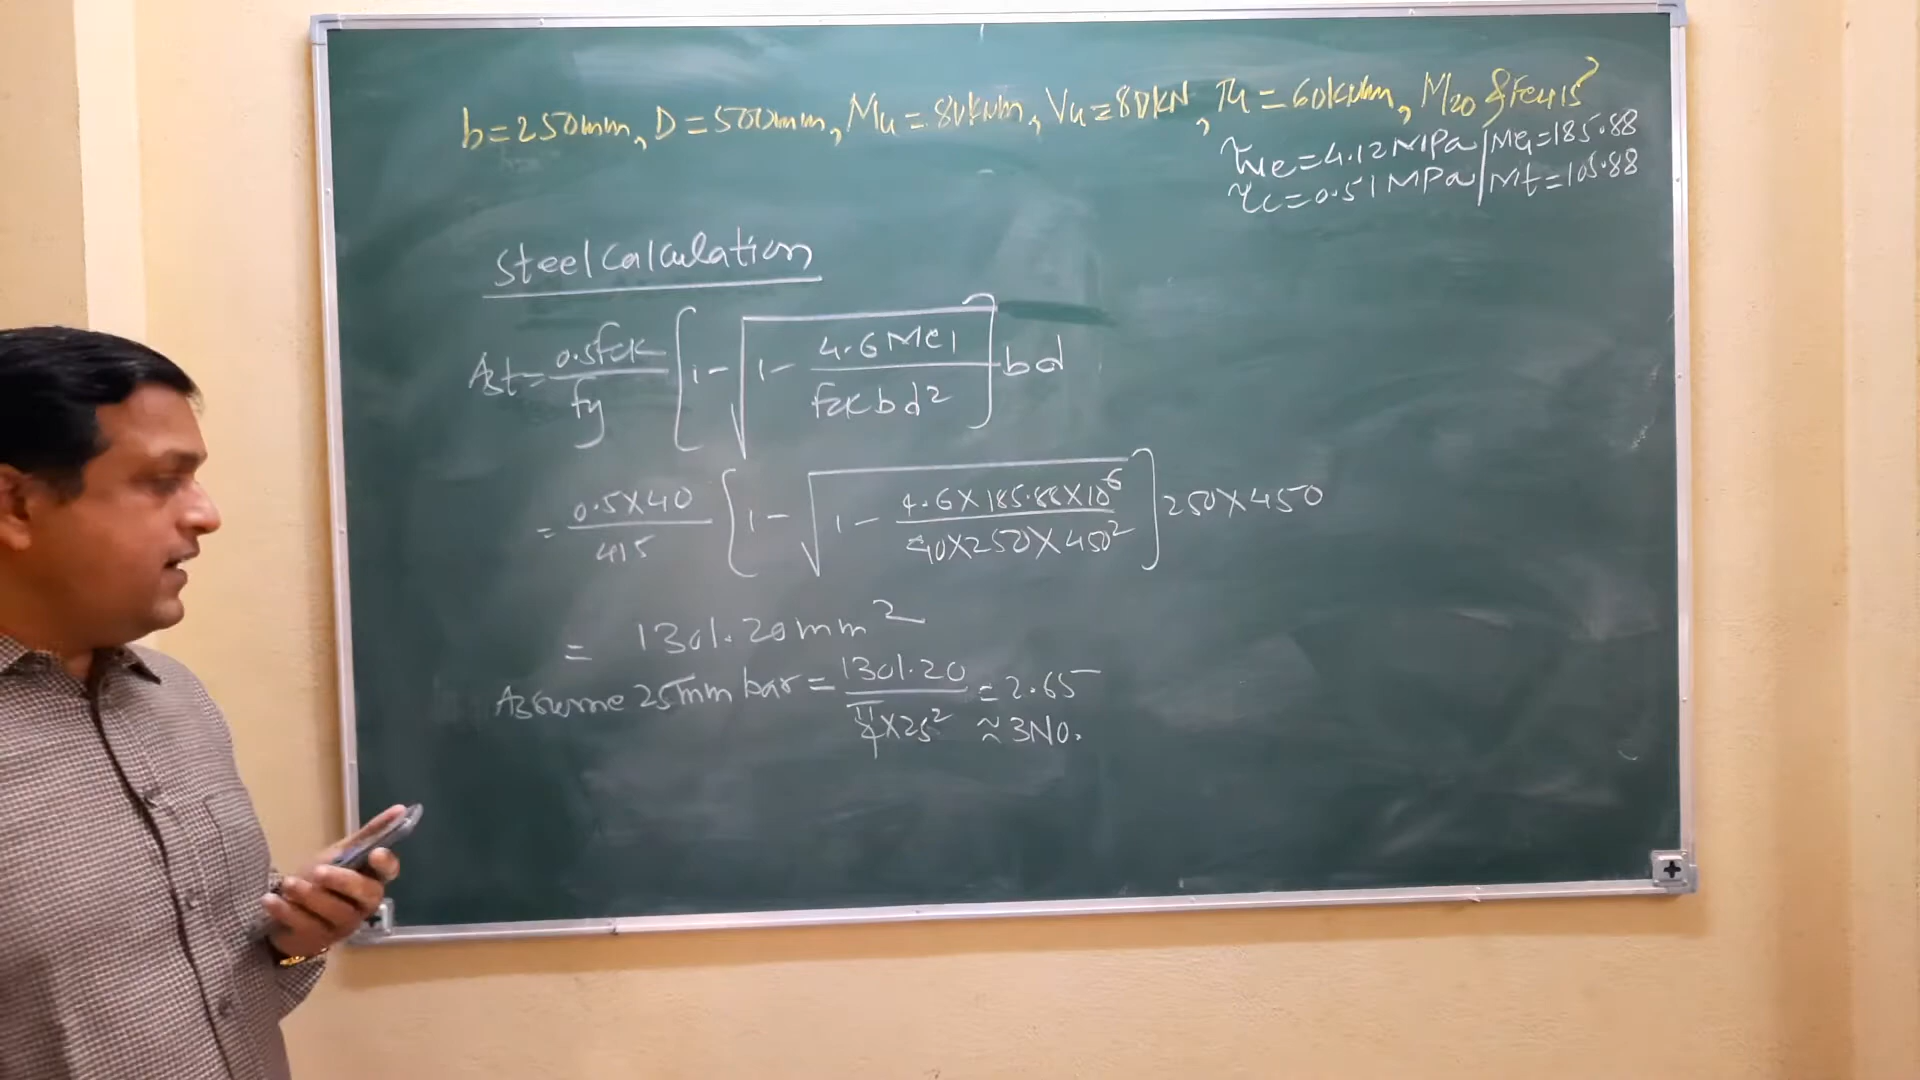 b=250mm, D=500mm, Mu=80kNm, Vu=80kN, Tu=60kNm, M20 & Fe415
τve=4.12MPa / Me1=185.88
τc=0.51MPa / Mt=105.88
Steel Calculation
Ast = 0.5fck/fy [1-√(1-4.6Me1/fckbd²)] bd
= 0.5×40/415 [1-√(1-4.6×185.88×10⁶/40×250×450²)] 250×450
= 1301.20mm²
Assume 25mm bar = 1301.20/(π/4×25²) = 2.65
≈ 3No.